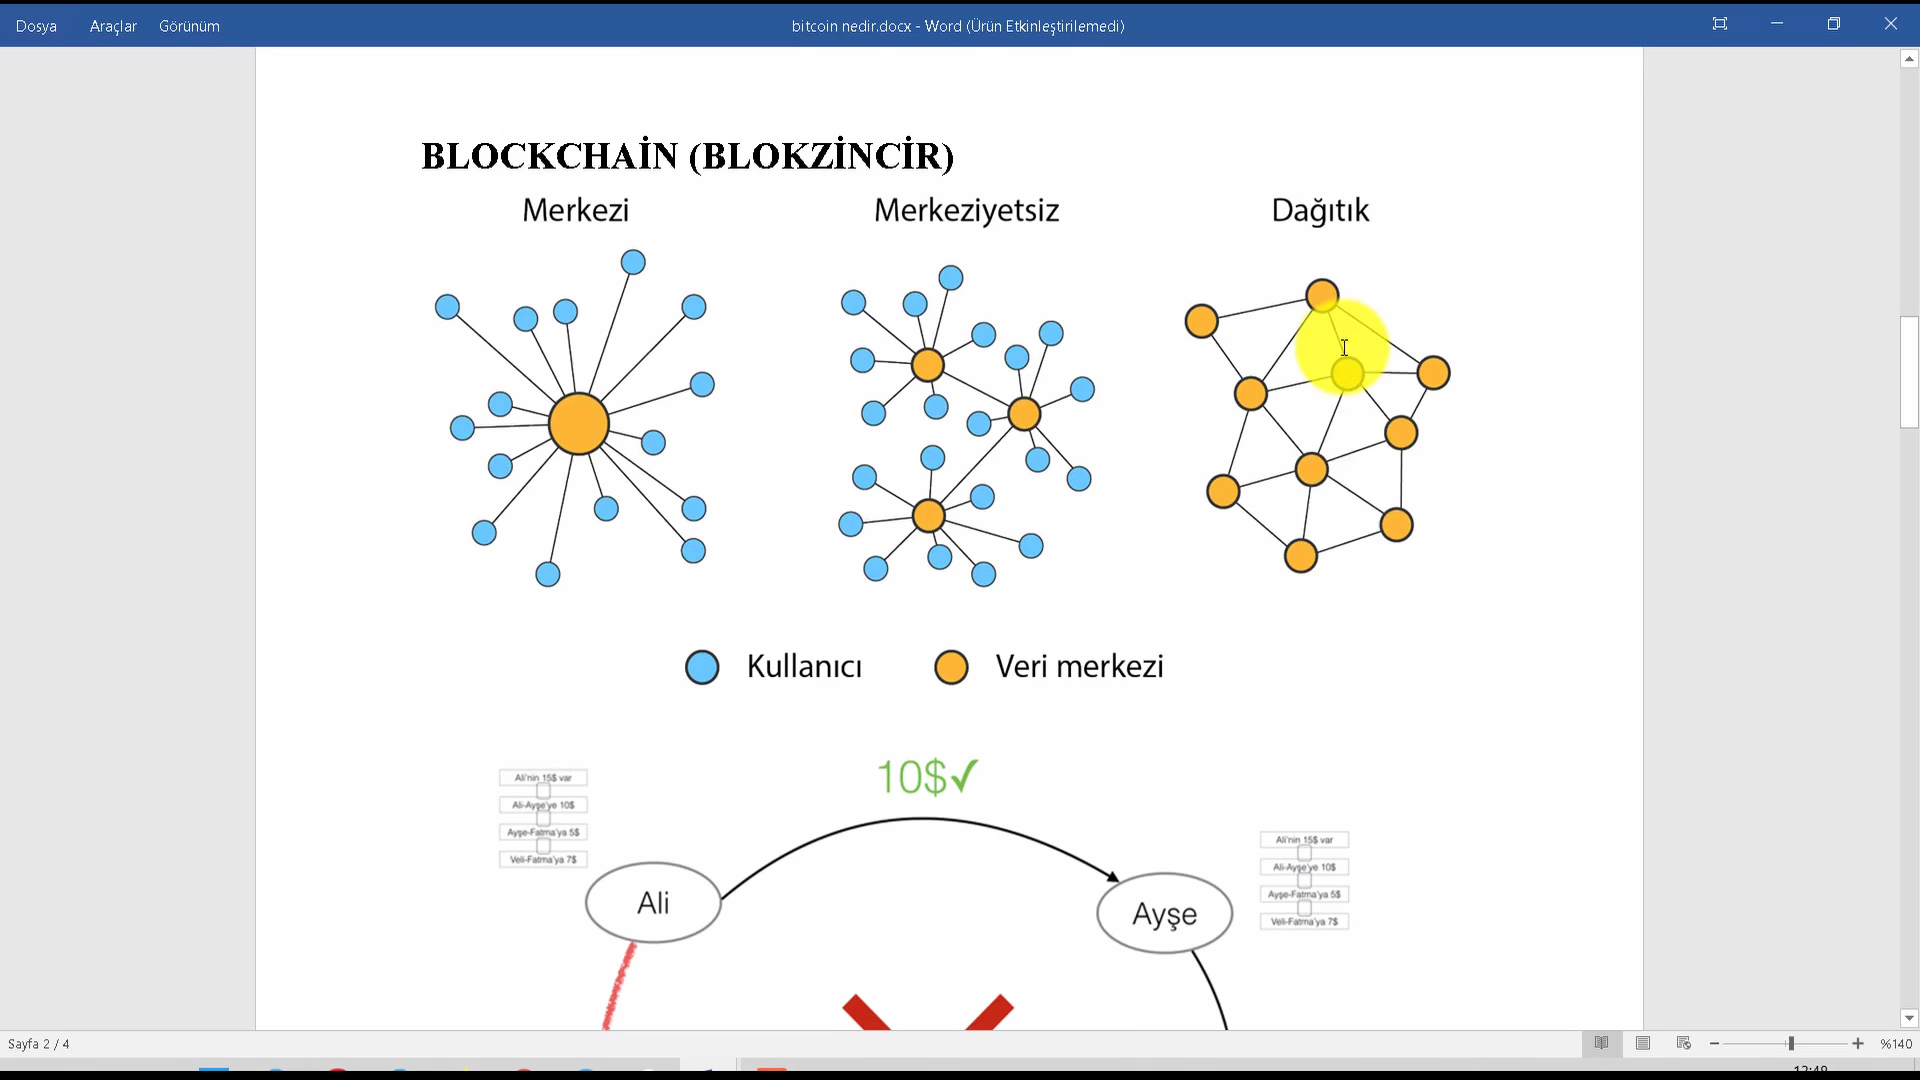 Dosya Araçlar Görünüm bitcoin nedir.docx - Word (Ürün Etkinleştirilemedi)
BLOCKCHAİN (BLOKZİNCİR)
Merkezi Merkeziyetsiz Dağıtık
Kullanıcı Veri merkezi
10$✓
Ali'nin 15$ var
Ali-Ayşe'ye 10$
Ayşe-Fatma'ya 5$
Veli-Fatma'ya 7$
Ali
Ali'nin 15$ var
Ali-Ayşe'ye 10$
Ayşe-Fatma'ya 5$
Veli-Fatma'ya 7$
Ayşe
Sayfa 2 / 4 %140